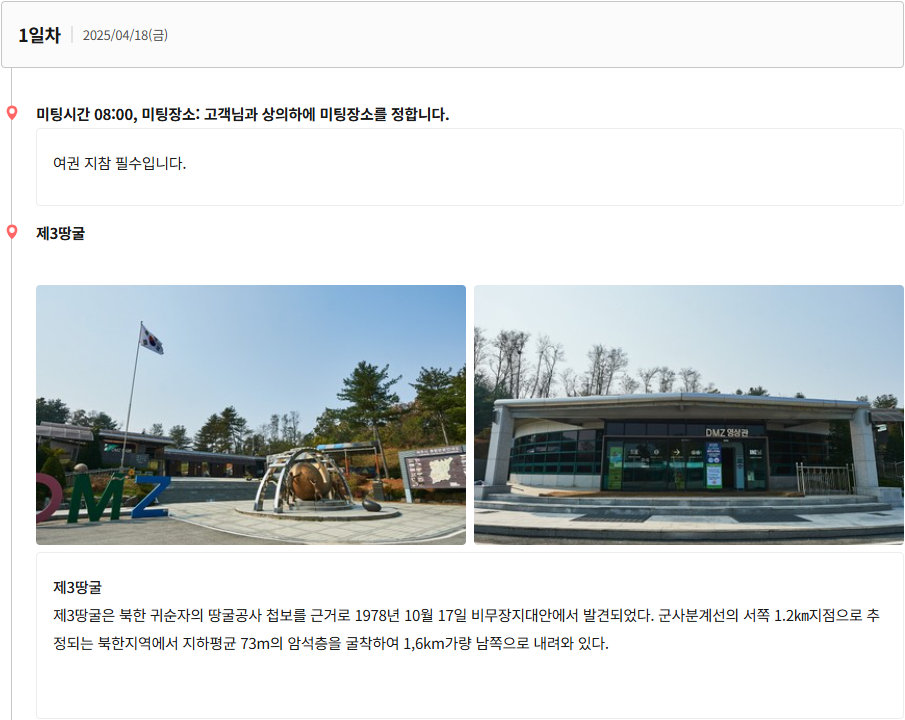 1일차 2025/04/18(금)
미팅시간 08:00, 미팅장소: 고객님과 상의하에 미팅장소를 정합니다.
여권 지참 필수입니다.
제3땅굴
DMZ
DMZ 영상관
제3땅굴
제3땅굴은 북한 귀순자의 땅굴공사 첩보를 근거로 1978년 10월 17일 비무장지대안에서 발견되었다. 군사분계선의 서쪽 1.2㎞지점으로 추
정되는 북한지역에서 지하평균 73m의 암석층을 굴착하여 1,6km가량 남쪽으로 내려와 있다.